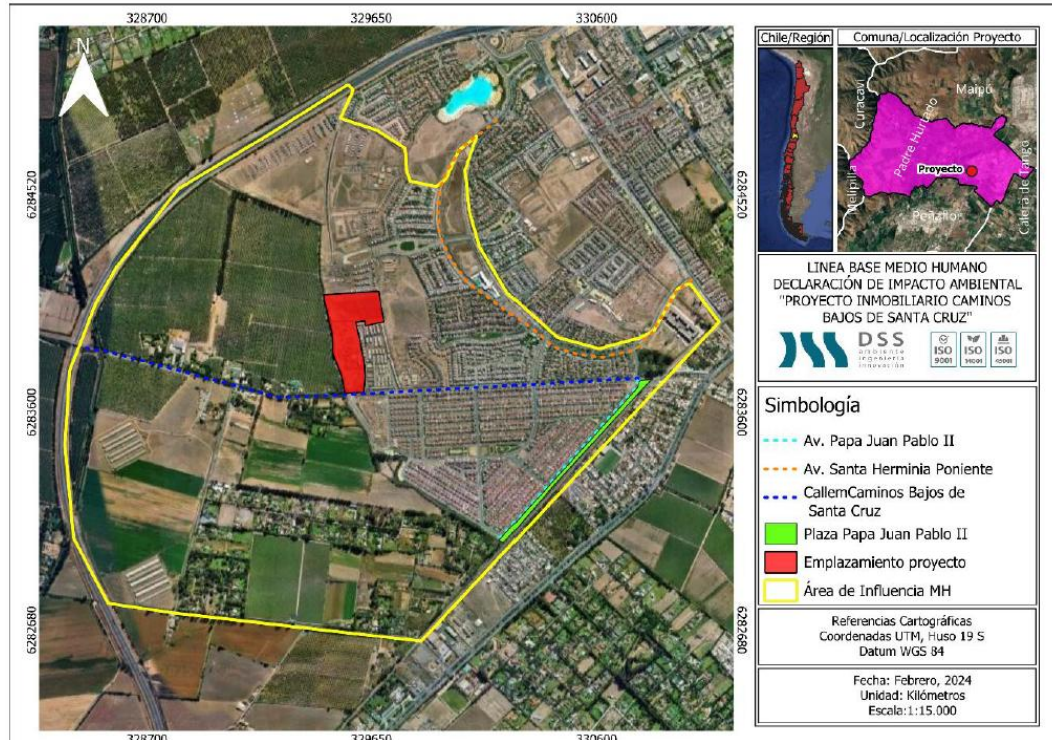 328700 329650 330600
N
6284520
6283600
6282680
6284520
6283600
6282680
328700 329650 330600
Chile/Región
Comuna/Localización Proyecto
Curacaví
Maipú
Padre Hurtado
Proyecto
Melipilla
Peñaflor
Calera de Tango
LINEA BASE MEDIO HUMANO
DECLARACIÓN DE IMPACTO AMBIENTAL
"PROYECTO INMOBILIARIO CAMINOS
BAJOS DE SANTA CRUZ"
DSS
ambiente
ingeniería
innovación
ISO
9001
ISO
14001
ISO
45001
Simbología
Av. Papa Juan Pablo II
Av. Santa Herminia Poniente
CallemCaminos Bajos de
Santa Cruz
Plaza Papa Juan Pablo II
Emplazamiento proyecto
Área de Influencia MH
Referencias Cartográficas
Coordenadas UTM, Huso 19 S
Datum WGS 84
Fecha: Febrero, 2024
Unidad: Kilómetros
Escala:1:15.000